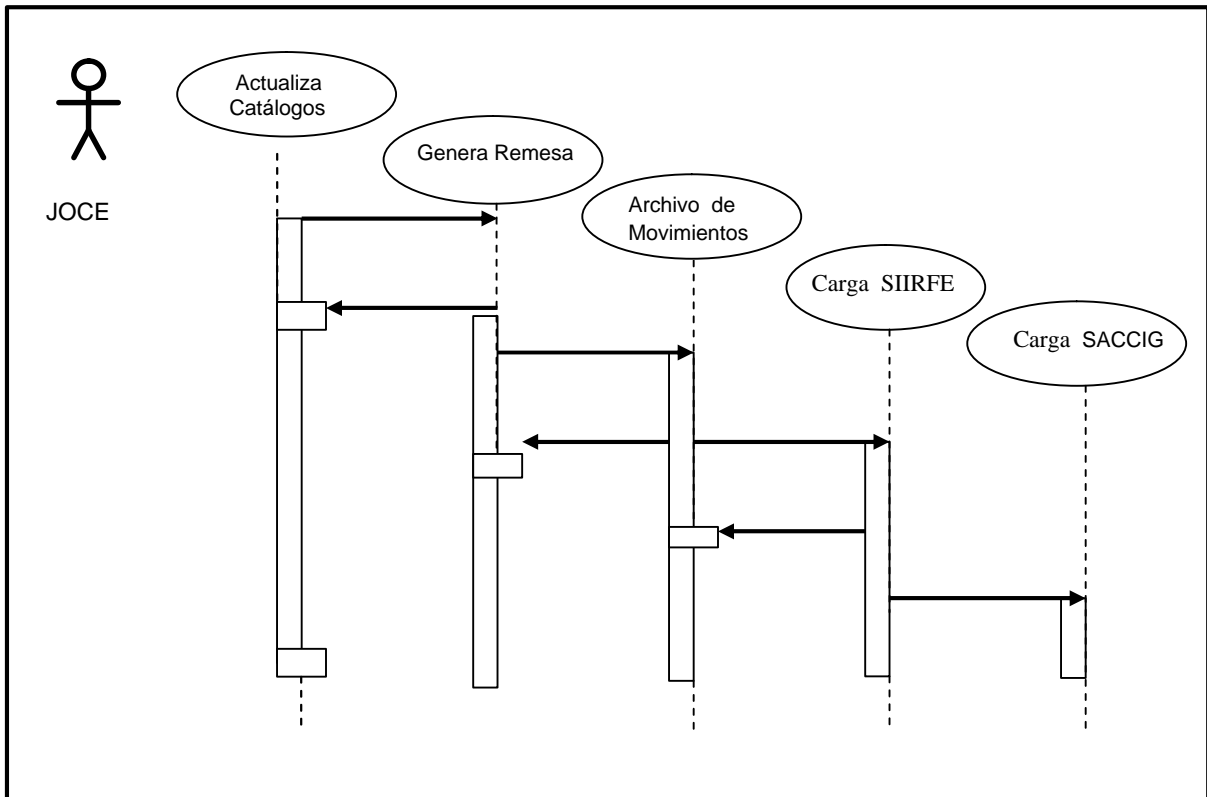 Actualiza
Catálogos
Genera Remesa
JOCE
Archivo de
Movimientos
Carga SIIRFE
Carga SACCIG